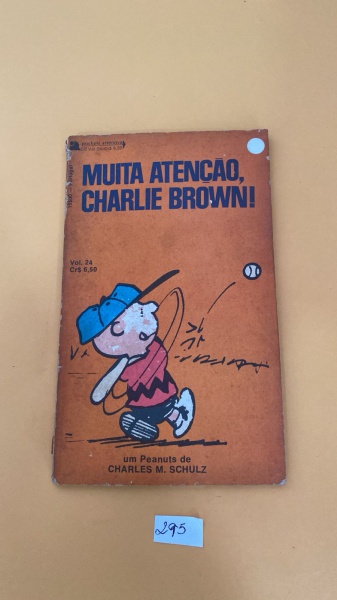 MUITA ATENÇÃO,
CHARLIE BROWN!
Vol. 24
Cr$ 6,50
um Peanuts de
CHARLES M. SCHULZ
295